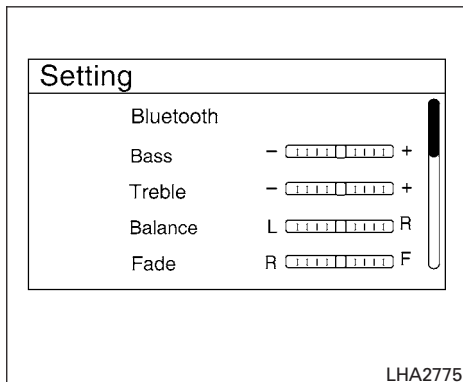 Setting
Bluetooth
Bass - +
Treble - +
Balance L R
Fade R F
LHA2775